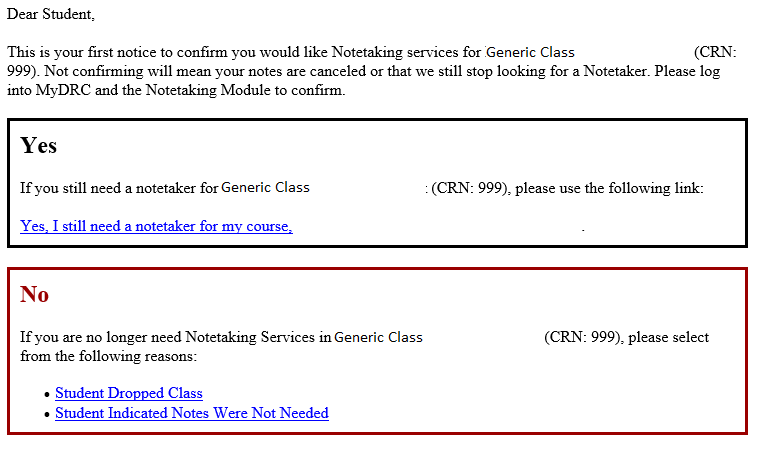 Dear Student,
This is your first notice to confirm you would like Notetaking services for Generic Class (CRN:
999). Not confirming will mean your notes are canceled or that we still stop looking for a Notetaker. Please log
into MyDRC and the Notetaking Module to confirm.
Yes
If you still need a notetaker for Generic Class : (CRN: 999), please use the following link:
Yes, I still need a notetaker for my course, .
No
If you are no longer need Notetaking Services in Generic Class (CRN: 999), please select
from the following reasons:
• Student Dropped Class
• Student Indicated Notes Were Not Needed